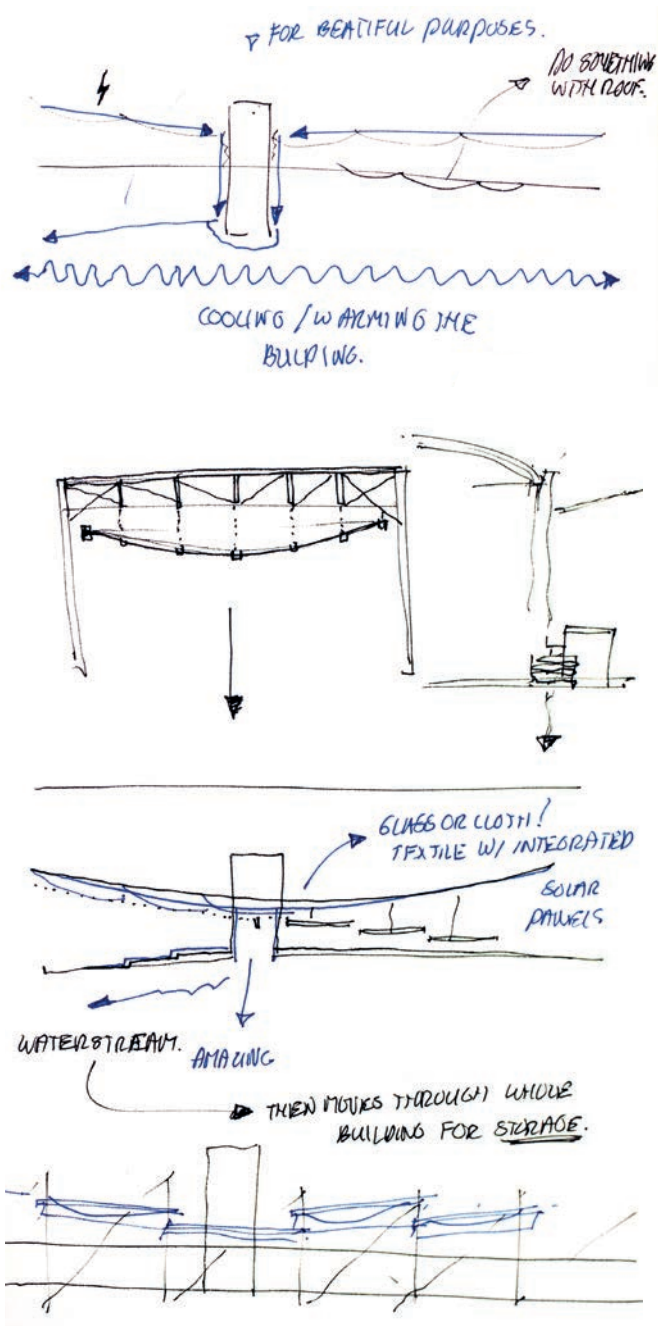 FOR BEATIFUL PURPOSES.
DO SOMETHING
WITH ROOF.
COOLING / WARMING THE
BUILDING.
GLASS OR CLOTH!
TEXTILE W/ INTEGRATED
SOLAR
PANELS
WATERSTREAM.
AMAZING
THEN MOVES THROUGH WHOLE
BUILDING FOR STORAGE.